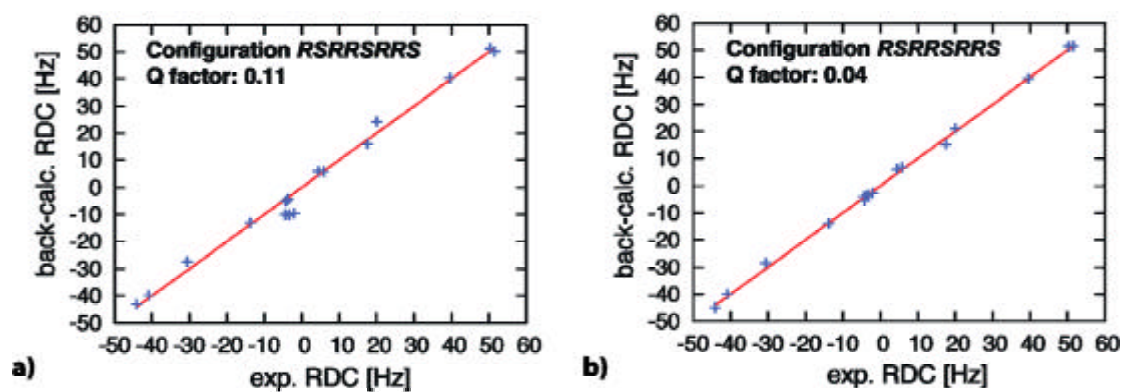 60
50
40
30
20
10
0
-10
-20
-30
-40
-50
back-calc. RDC [Hz]
Configuration RSRRSRRS
Q factor: 0.11
-50 -40 -30 -20 -10 0 10 20 30 40 50 60
exp. RDC [Hz]
a)
60
50
40
30
20
10
0
-10
-20
-30
-40
-50
back-calc. RDC [Hz]
Configuration RSRRSRRS
Q factor: 0.04
-50 -40 -30 -20 -10 0 10 20 30 40 50 60
exp. RDC [Hz]
b)